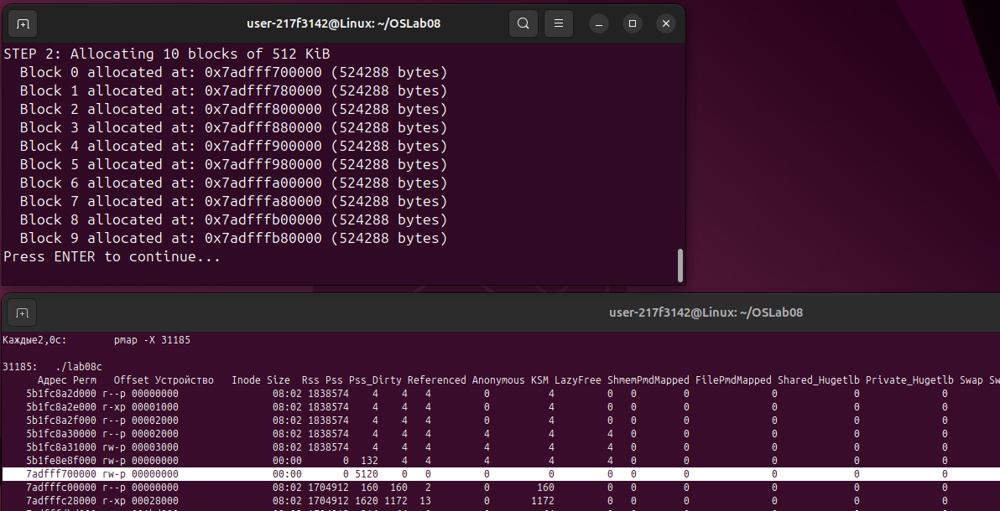 user-217f3142@Linux: ~/OSLab08
STEP 2: Allocating 10 blocks of 512 KiB
Block 0 allocated at: 0x7adfff700000 (524288 bytes)
Block 1 allocated at: 0x7adfff780000 (524288 bytes)
Block 2 allocated at: 0x7adfff800000 (524288 bytes)
Block 3 allocated at: 0x7adfff880000 (524288 bytes)
Block 4 allocated at: 0x7adfff900000 (524288 bytes)
Block 5 allocated at: 0x7adfff980000 (524288 bytes)
Block 6 allocated at: 0x7adfffa00000 (524288 bytes)
Block 7 allocated at: 0x7adfffa80000 (524288 bytes)
Block 8 allocated at: 0x7adfffb00000 (524288 bytes)
Block 9 allocated at: 0x7adfffb80000 (524288 bytes)
Press ENTER to continue...
user-217f3142@Linux: ~/OSLab08
Каждые2,0с: pmap -X 31185
31185: ./lab08c
Адрес Perm Offset Устройство Inode Size Rss Pss Pss_Dirty Referenced Anonymous KSM LazyFree ShmemPmdMapped FilePmdMapped Shared_Hugetlb Private_Hugetlb Swap Sw
5b1fc8a2d000 r--p 00000000 08:02 1838574 4 4 4 0 4 0 0 0 0 0 0
5b1fc8a2e000 r-xp 00001000 08:02 1838574 4 4 4 0 4 0 0 0 0 0 0
5b1fc8a2f000 r--p 00002000 08:02 1838574 4 4 4 0 4 0 0 0 0 0 0
5b1fc8a30000 r--p 00002000 08:02 1838574 4 4 4 4 4 4 0 0 0 0 0
5b1fc8a31000 rw-p 00003000 08:02 1838574 4 4 4 4 4 4 0 0 0 0 0
5b1fe8e8f000 rw-p 00000000 00:00 0 132 4 4 4 4 4 0 0 0 0 0
7adfff700000 rw-p 00000000 00:00 0 5120 0 0 0 0 0 0 0 0 0 0
7adfffc00000 r--p 00000000 08:02 1704912 160 160 2 0 160 0 0 0 0 0 0
7adfffc28000 r-xp 00028000 08:02 1704912 1620 1172 13 0 1172 0 0 0 0 0 0